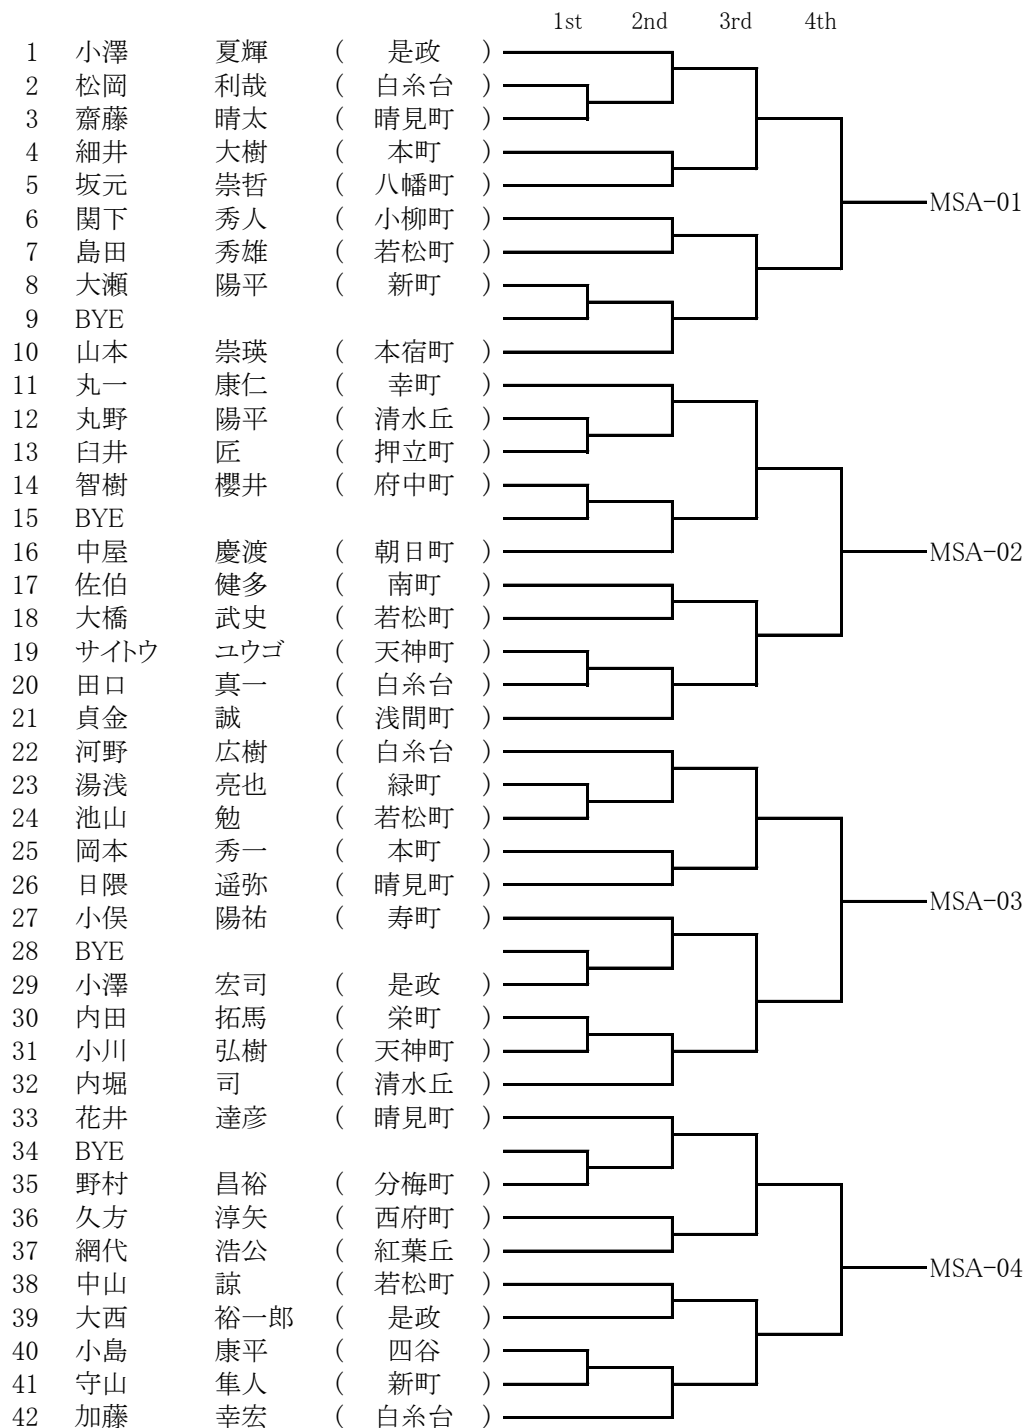 1st 2nd 3rd 4th
1 小澤 夏輝 ( 是政 )
2 松岡 利哉 ( 白糸台 )
3 齋藤 晴太 ( 晴見町 )
4 細井 大樹 ( 本町 )
5 坂元 崇哲 ( 八幡町 )
MSA-01
6 関下 秀人 ( 小柳町 )
7 島田 秀雄 ( 若松町 )
8 大瀬 陽平 ( 新町 )
9 BYE
10 山本 崇瑛 ( 本宿町 )
11 丸一 康仁 ( 幸町 )
12 丸野 陽平 ( 清水丘 )
13 臼井 匠 ( 押立町 )
14 智樹 櫻井 ( 府中町 )
15 BYE
16 中屋 慶渡 ( 朝日町 ) MSA-02
17 佐伯 健多 ( 南町 )
18 大橋 武史 ( 若松町 )
19 サイトウ ユウゴ ( 天神町 )
20 田口 真一 ( 白糸台 )
21 貞金 誠 ( 浅間町 )
22 河野 広樹 ( 白糸台 )
23 湯浅 亮也 ( 緑町 )
24 池山 勉 ( 若松町 )
25 岡本 秀一 ( 本町 )
26 日隈 遥弥 ( 晴見町 )
MSA-03
27 小俣 陽祐 ( 寿町 )
28 BYE
29 小澤 宏司 ( 是政 )
30 内田 拓馬 ( 栄町 )
31 小川 弘樹 ( 天神町 )
32 内堀 司 ( 清水丘 )
33 花井 達彦 ( 晴見町 )
34 BYE
35 野村 昌裕 ( 分梅町 )
36 久方 淳矢 ( 西府町 )
37 網代 浩公 ( 紅葉丘 )
MSA-04
38 中山 諒 ( 若松町 )
39 大西 裕一郎 ( 是政 )
40 小島 康平 ( 四谷 )
41 守山 隼人 ( 新町 )
42 加藤 幸宏 ( 白糸台 )